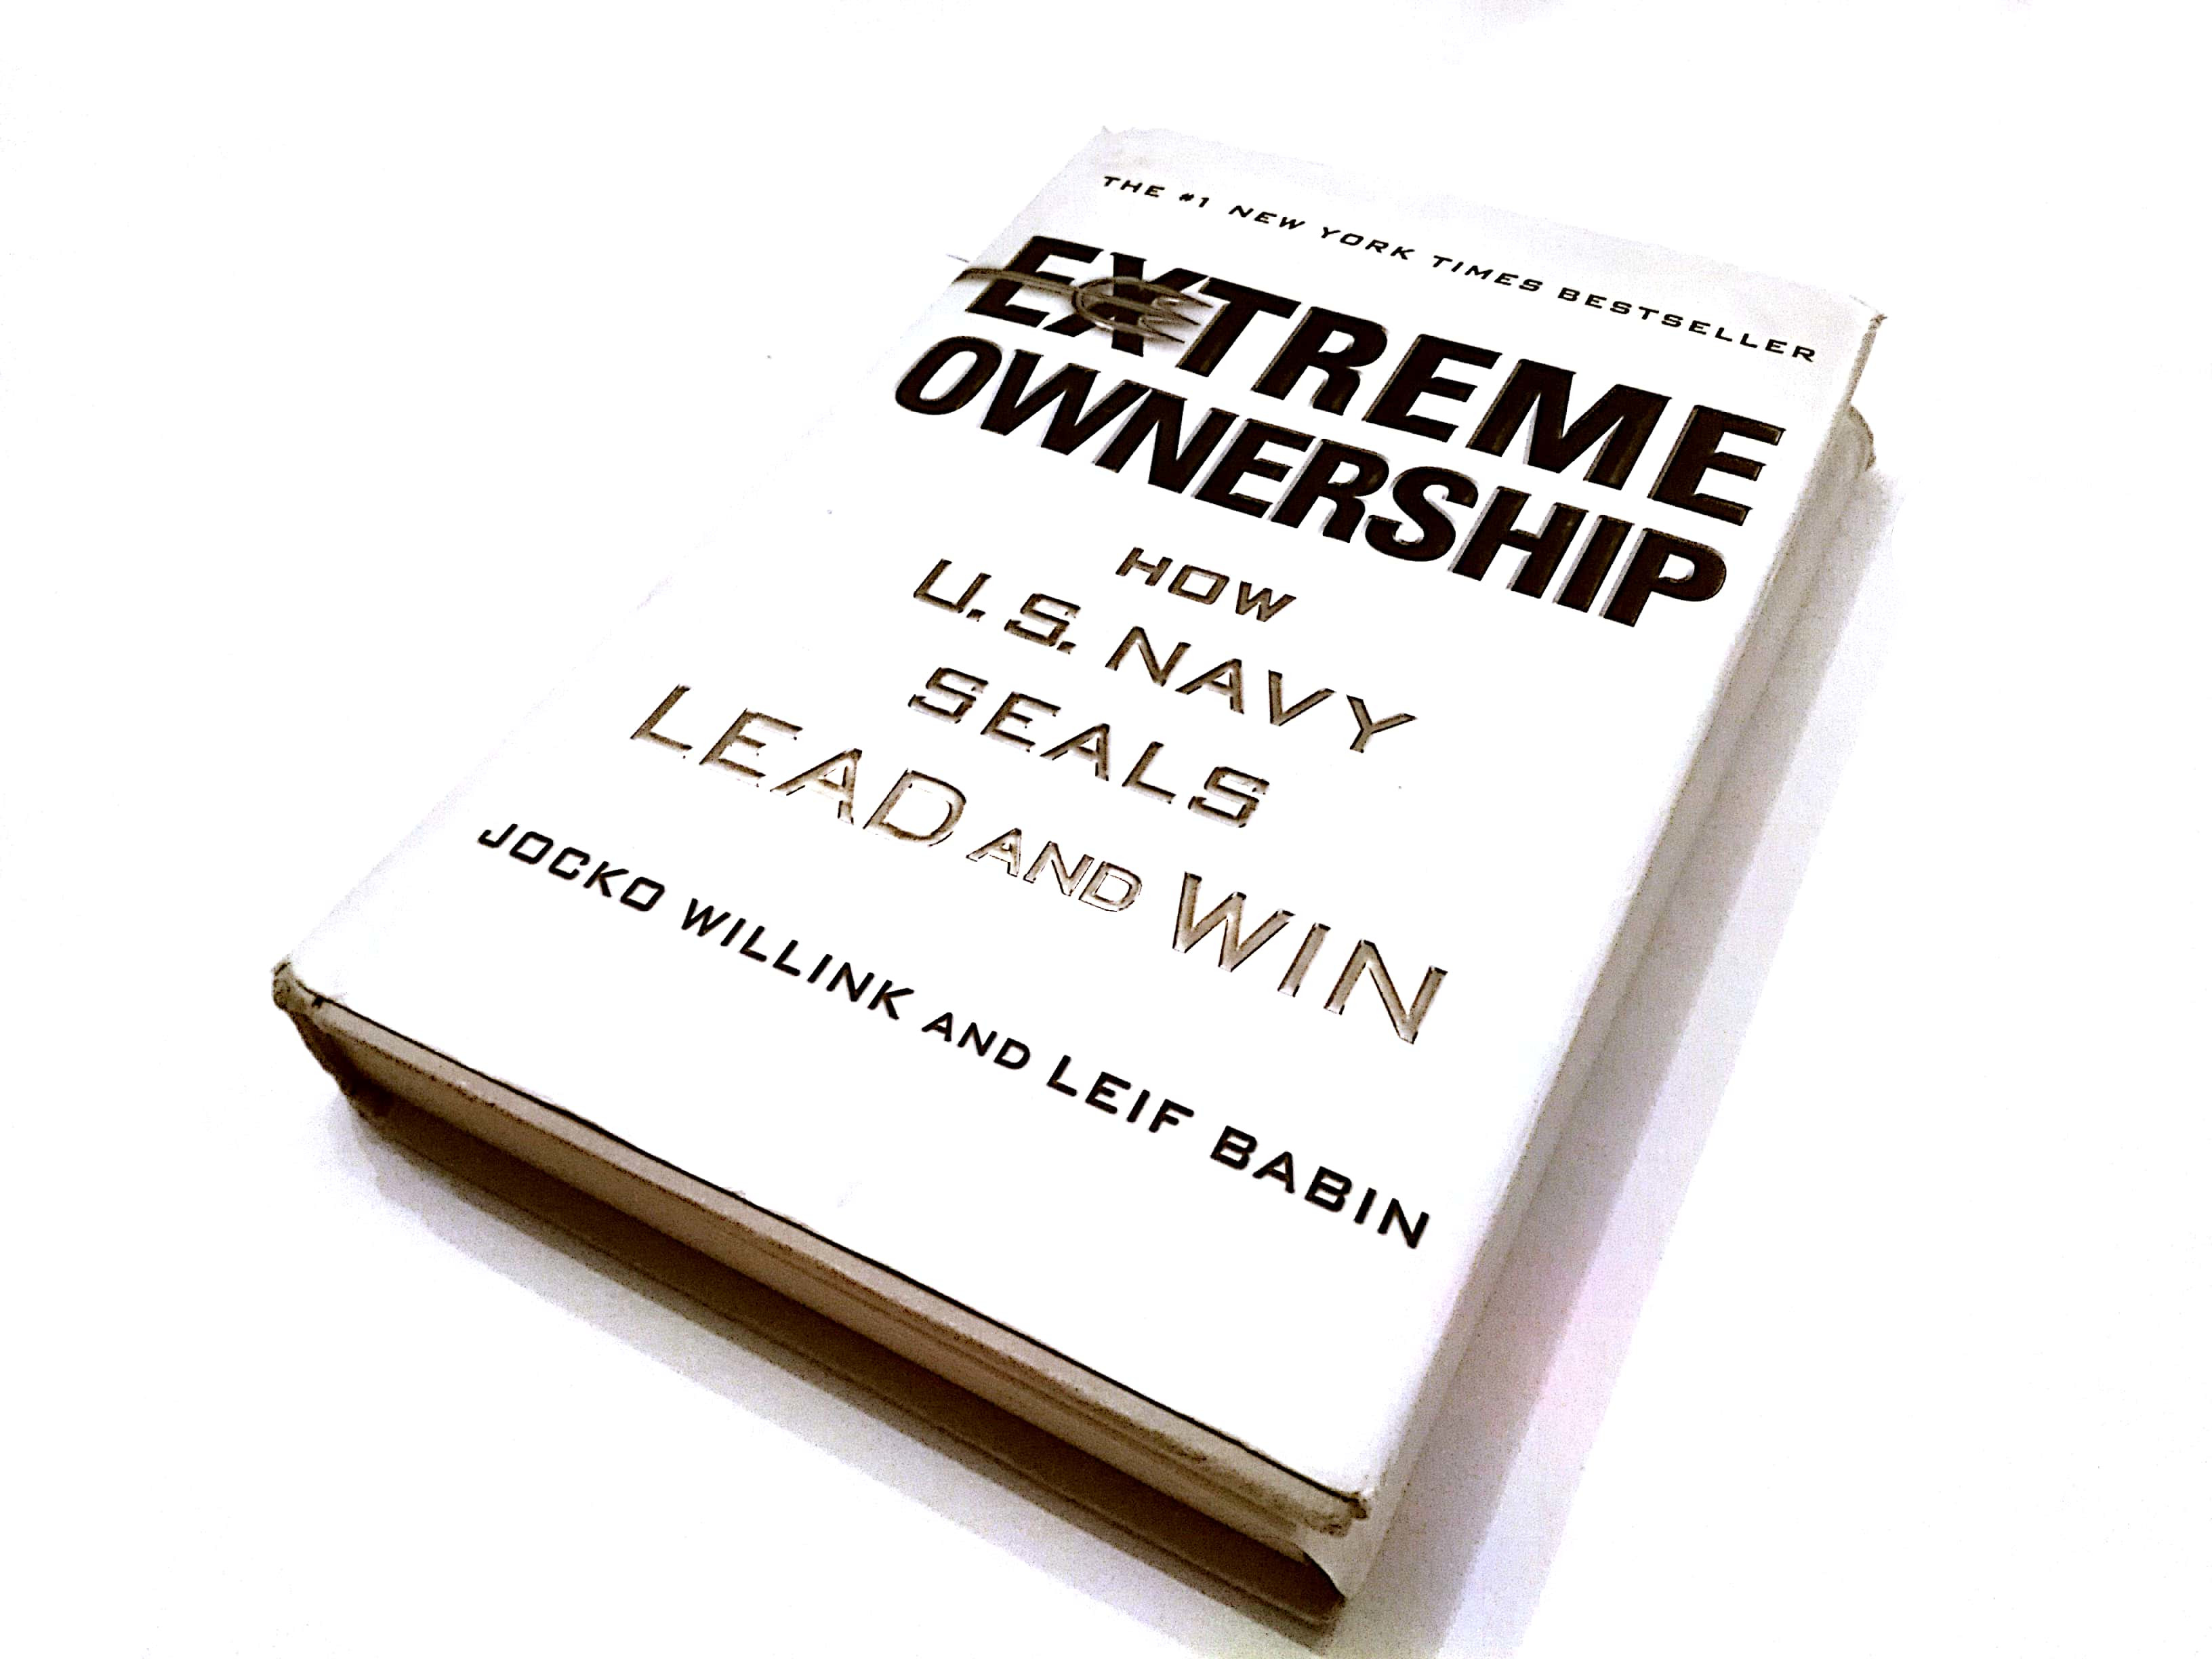 THE #1 NEW YORK TIMES BESTSELLER
EXTREME
OWNERSHIP
HOW
U.S. NAVY
SEALS
LEAD AND WIN
JOCKO WILLINK AND LEIF BABIN